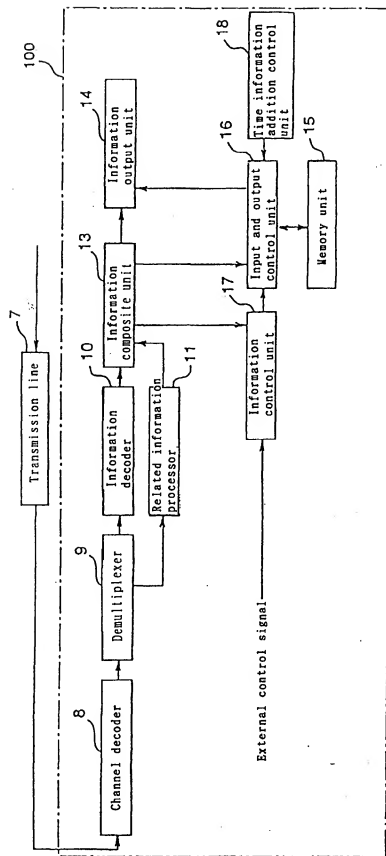 100
7
Transmission line
8
Channel decoder
9
Demultiplexer
10
Information
decoder
11
Related information
processor
13
Information
composite unit
14
Information
output unit
External control signal
17
Information
control unit
16
Input and output
control unit
18
Time information
addition control
unit
15
Memory unit